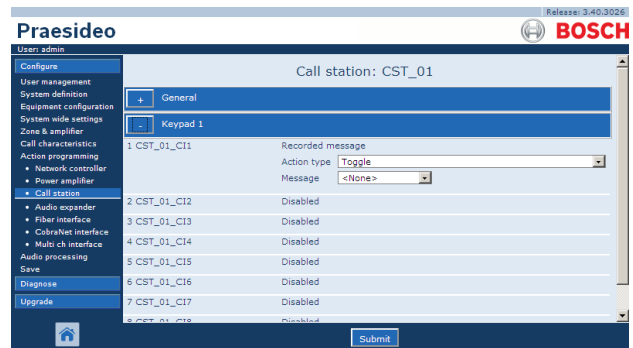 Release: 3.40.3026
Praesideo
BOSCH
User: admin
Configure
User management
System definition
Equipment configuration
System wide settings
Zone & amplifier
Call characteristics
Action programming
• Network controller
• Power amplifier
• Call station
• Audio expander
• Fiber interface
• CobraNet interface
• Multi ch interface
Audio processing
Save
Diagnose
Upgrade
Call station: CST_01
+ General
- Keypad 1
1 CST_01_CI1 Recorded message
Action type Toggle
Message <None>
2 CST_01_CI2 Disabled
3 CST_01_CI3 Disabled
4 CST_01_CI4 Disabled
5 CST_01_CI5 Disabled
6 CST_01_CI6 Disabled
7 CST_01_CI7 Disabled
8 CST_01_CI8 Disabled
Submit